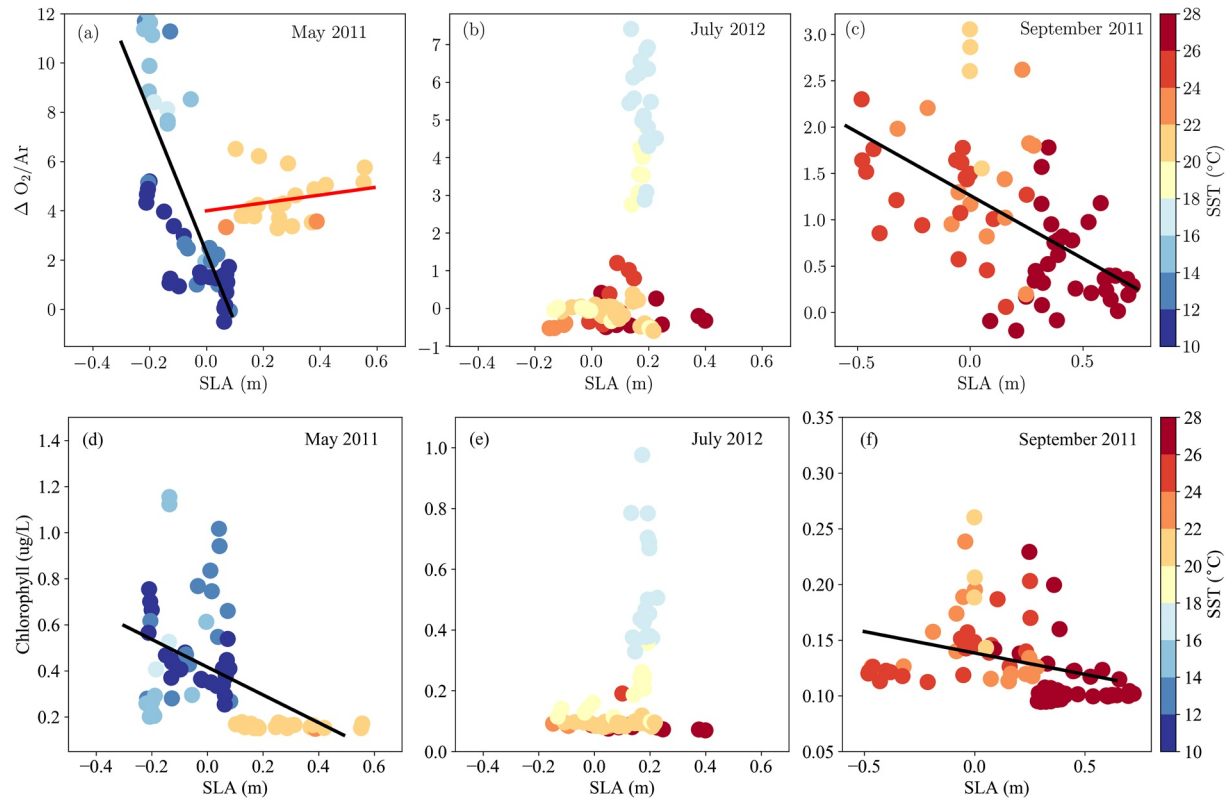 (a)
May 2011
12
10
8
6
4
2
0
Δ O₂/Ar
−0.4 −0.2 0.0 0.2 0.4 0.6
SLA (m)
(b)
July 2012
7
6
5
4
3
2
1
0
−1
−0.4 −0.2 0.0 0.2 0.4 0.6
SLA (m)
(c)
September 2011
3.0
2.5
2.0
1.5
1.0
0.5
0.0
−0.5 0.0 0.5
SLA (m)
28
26
24
22
20
18
16
14
12
10
SST (°C)
(d)
May 2011
1.4
1.2
1.0
0.8
0.6
0.4
0.2
Chlorophyll (ug/L)
−0.4 −0.2 0.0 0.2 0.4 0.6
SLA (m)
(e)
July 2012
1.0
0.8
0.6
0.4
0.2
0.0
−0.4 −0.2 0.0 0.2 0.4 0.6
SLA (m)
(f)
September 2011
0.35
0.30
0.25
0.20
0.15
0.10
0.05
−0.5 0.0 0.5
SLA (m)
28
26
24
22
20
18
16
14
12
10
SST (°C)